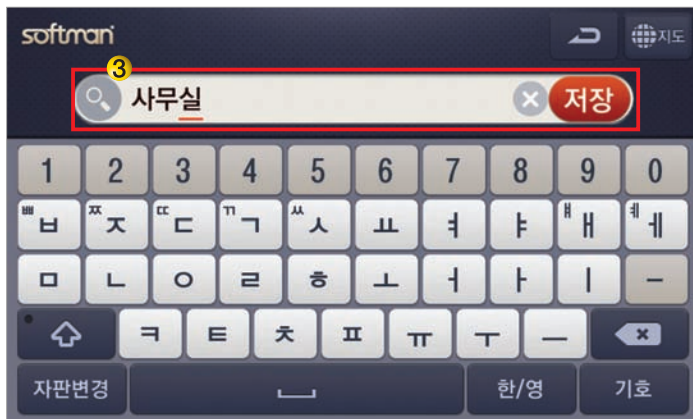 softman 지도
3
사무실 저장
1 2 3 4 5 6 7 8 9 0
ㅃ ㅂ ㅉ ㅈ ㄸ ㄷ ㄲ ㄱ ㅆ ㅅ ㅛ ㅕ ㅑ ㅒ ㅐ ㅖ ㅔ
ㅁ ㄴ ㅇ ㄹ ㅎ ㅗ ㅓ ㅏ ㅣ -
ㅋ ㅌ ㅊ ㅍ ㅠ ㅜ ㅡ
자판변경 한/영 기호